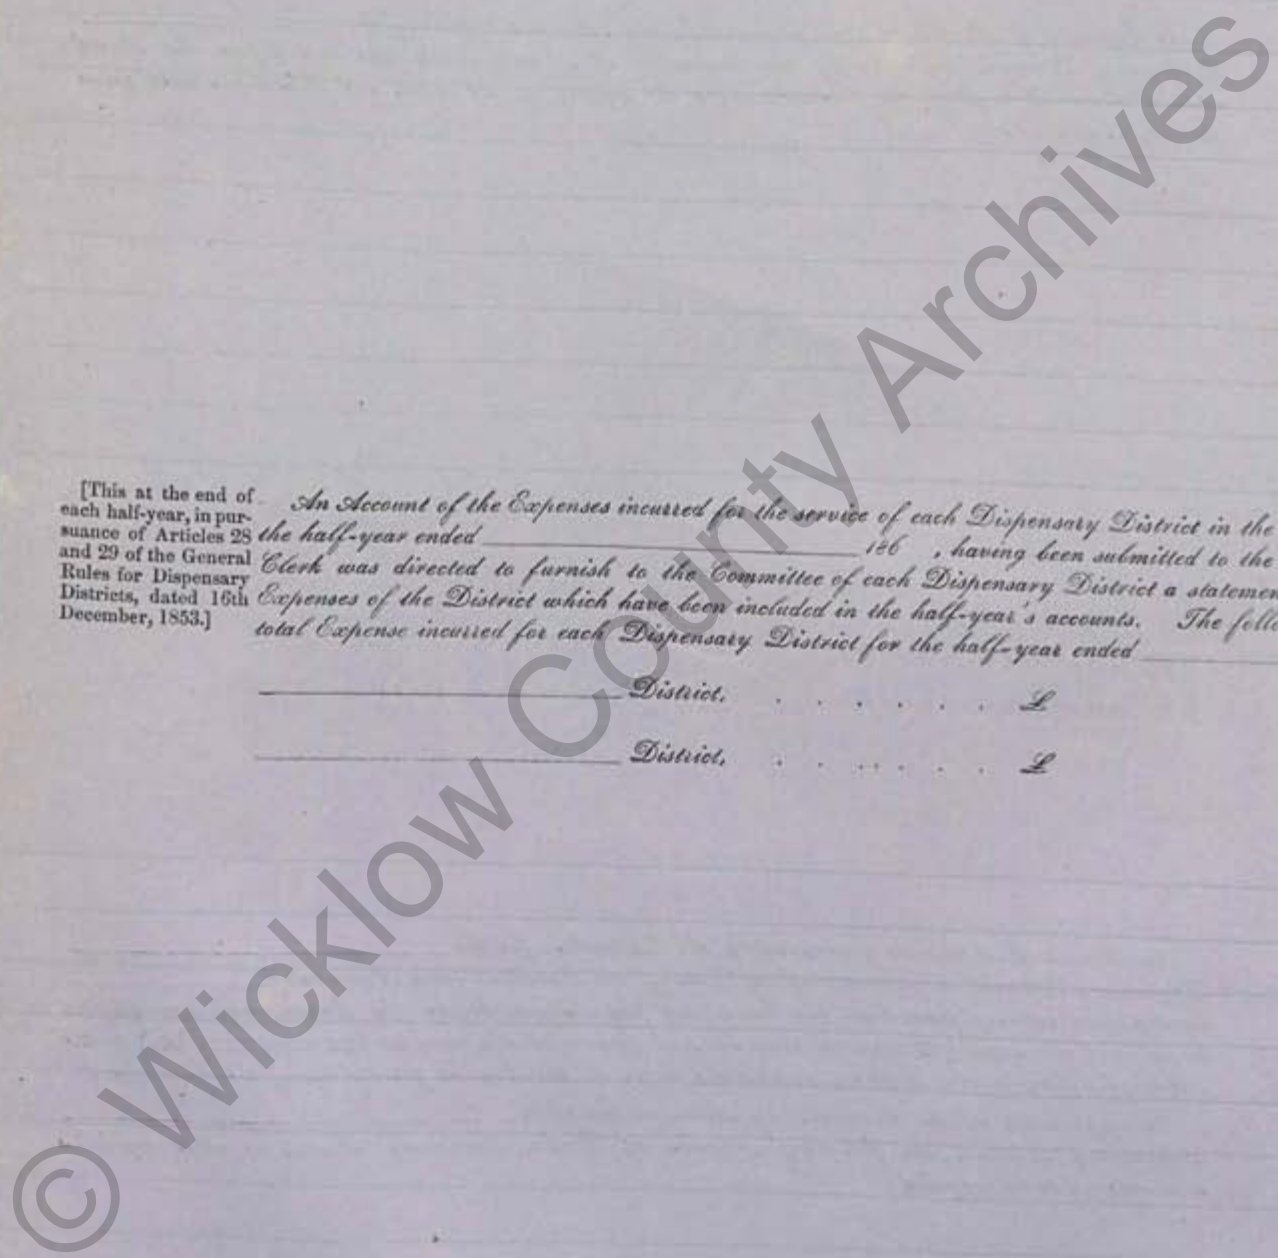 [This at the end of
each half-year, in pur-
suance of Articles 28
and 29 of the General
Rules for Dispensary
Districts, dated 16th
December, 1853.]
An Account of the Expenses incurred for the service of each Dispensary District in the
the half-year ended 186 , having been submitted to the
Clerk was directed to furnish to the Committee of each Dispensary District a statemen
Expenses of the District which have been included in the half-year's accounts. The follo
total Expense incurred for each Dispensary District for the half-year ended
District, . . . . . . £
District, . . . . . . £
© Wicklow County Archives